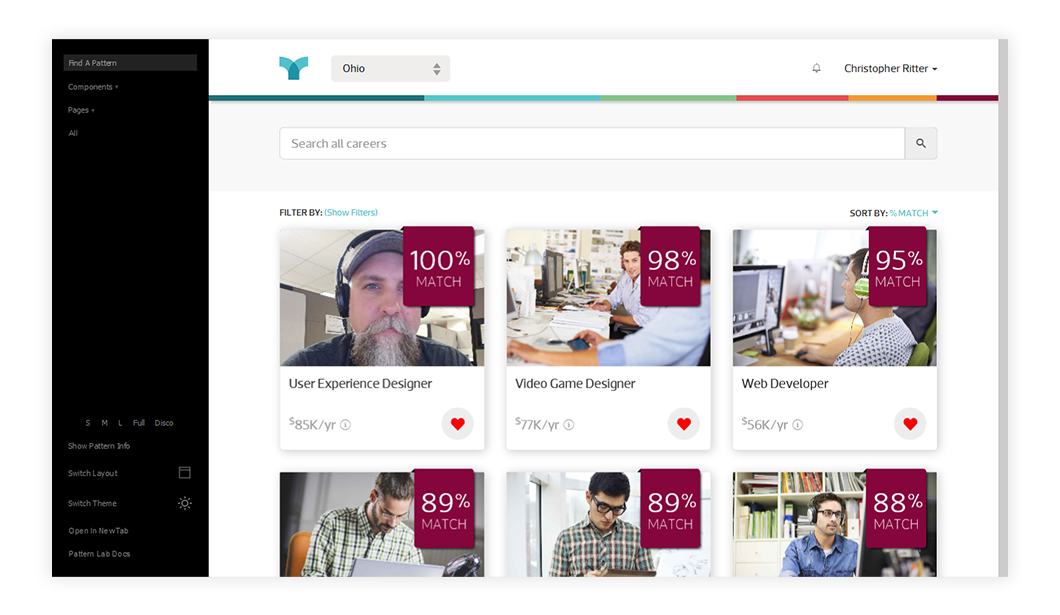 Find A Pattern
Components
Pages
All
S M L Full Disco
Show Pattern Info
Switch Layout
Switch Theme
Open In New Tab
Pattern Lab Docs
Ohio
Christopher Ritter
Search all careers
FILTER BY: (Show Filters)
SORT BY: % MATCH
100%
MATCH
User Experience Designer
$85K/yr
98%
MATCH
Video Game Designer
$77K/yr
95%
MATCH
Web Developer
$56K/yr
89%
MATCH
89%
MATCH
88%
MATCH